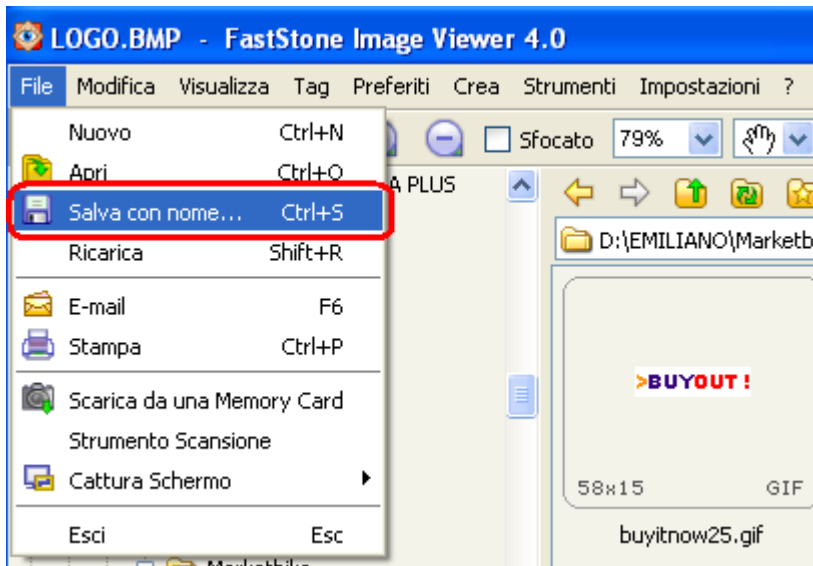 LOGO.BMP - FastStone Image Viewer 4.0
File Modifica Visualizza Tag Preferiti Crea Strumenti Impostazioni ?
Sfocato 79%
Nuovo Ctrl+N
Apri Ctrl+O
Salva con nome... Ctrl+S
Ricarica Shift+R
E-mail F6
Stampa Ctrl+P
Scarica da una Memory Card
Strumento Scansione
Cattura Schermo
Esci Esc
A PLUS
D:\EMILIANO\Marketb
>BUYOUT !
58x15 GIF
buyitnow25.gif